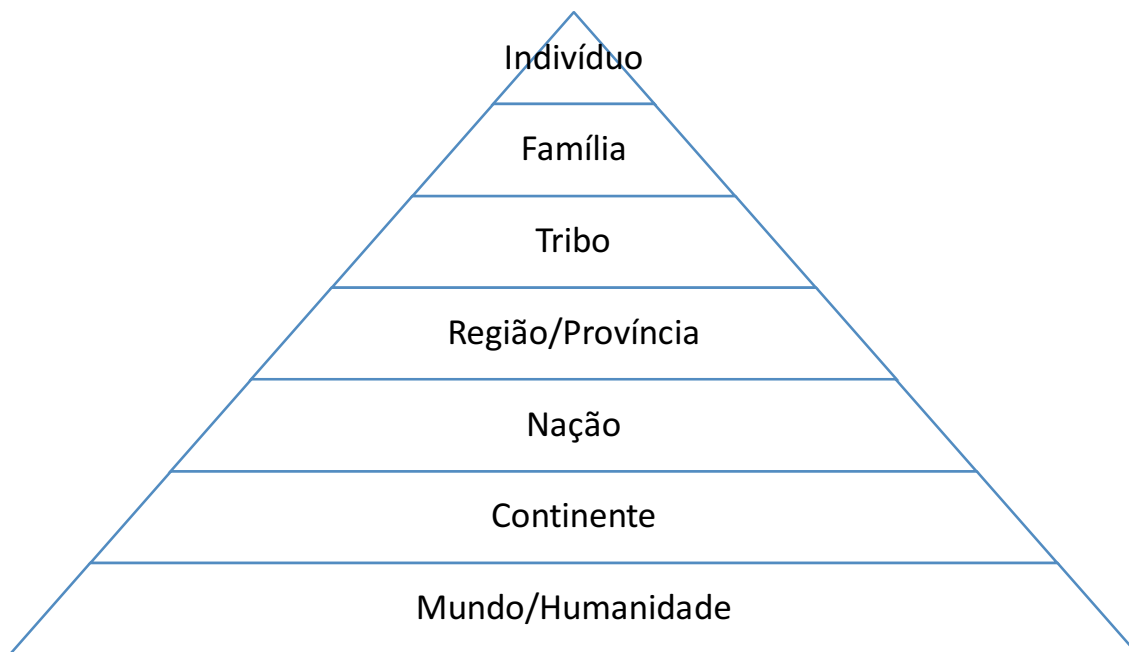 Indivíduo
Família
Tribo
Região/Província
Nação
Continente
Mundo/Humanidade